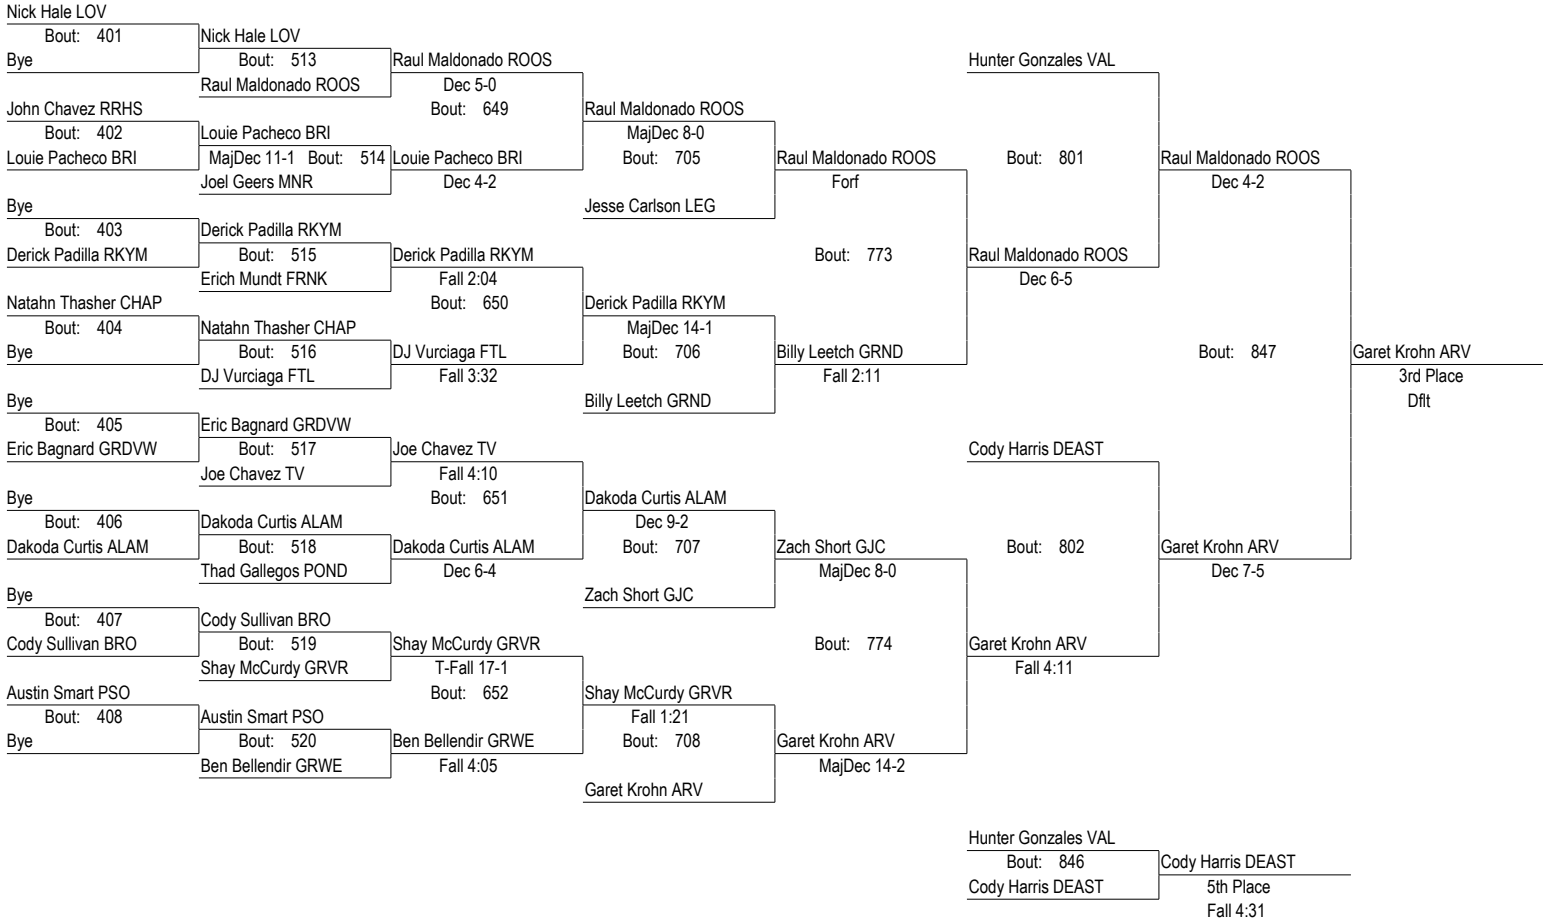 Nick Hale LOV
Bout: 401
Bye
John Chavez RRHS
Bout: 402
Louie Pacheco BRI
Bye
Bout: 403
Derick Padilla RKYM
Natahn Thasher CHAP
Bout: 404
Bye
Bye
Bout: 405
Eric Bagnard GRDVW
Bye
Bout: 406
Dakoda Curtis ALAM
Bye
Bout: 407
Cody Sullivan BRO
Austin Smart PSO
Bout: 408
Bye
Nick Hale LOV
Bout: 513
Raul Maldonado ROOS
Louie Pacheco BRI
MajDec 11-1 Bout: 514
Joel Geers MNR
Derick Padilla RKYM
Bout: 515
Erich Mundt FRNK
Natahn Thasher CHAP
Bout: 516
DJ Vurciaga FTL
Eric Bagnard GRDVW
Bout: 517
Joe Chavez TV
Dakoda Curtis ALAM
Bout: 518
Thad Gallegos POND
Cody Sullivan BRO
Bout: 519
Shay McCurdy GRVR
Austin Smart PSO
Bout: 520
Ben Bellendir GRWE
Raul Maldonado ROOS
Dec 5-0
Bout: 649
Louie Pacheco BRI
Dec 4-2
Derick Padilla RKYM
Fall 2:04
Bout: 650
DJ Vurciaga FTL
Fall 3:32
Joe Chavez TV
Fall 4:10
Bout: 651
Dakoda Curtis ALAM
Dec 6-4
Shay McCurdy GRVR
T-Fall 17-1
Bout: 652
Ben Bellendir GRWE
Fall 4:05
Raul Maldonado ROOS
MajDec 8-0
Bout: 705
Jesse Carlson LEG
Derick Padilla RKYM
MajDec 14-1
Bout: 706
Billy Leetch GRND
Dakoda Curtis ALAM
Dec 9-2
Bout: 707
Zach Short GJC
Shay McCurdy GRVR
Fall 1:21
Bout: 708
Garet Krohn ARV
Raul Maldonado ROOS
Forf
Bout: 773
Billy Leetch GRND
Fall 2:11
Zach Short GJC
MajDec 8-0
Bout: 774
Garet Krohn ARV
MajDec 14-2
Hunter Gonzales VAL
Bout: 801
Raul Maldonado ROOS
Dec 6-5
Cody Harris DEAST
Bout: 802
Garet Krohn ARV
Fall 4:11
Raul Maldonado ROOS
Dec 4-2
Bout: 847
Garet Krohn ARV
Dec 7-5
Garet Krohn ARV
3rd Place
Dflt
Hunter Gonzales VAL
Bout: 846
Cody Harris DEAST
Cody Harris DEAST
5th Place
Fall 4:31